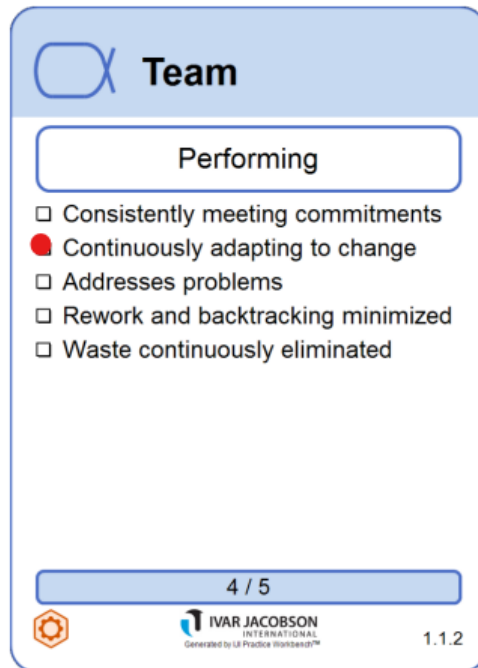 Team
Performing
Consistently meeting commitments
Continuously adapting to change
Addresses problems
Rework and backtracking minimized
Waste continuously eliminated
4 / 5
IVAR JACOBSON
INTERNATIONAL
Generated by IJI Practice Workbench™
1.1.2